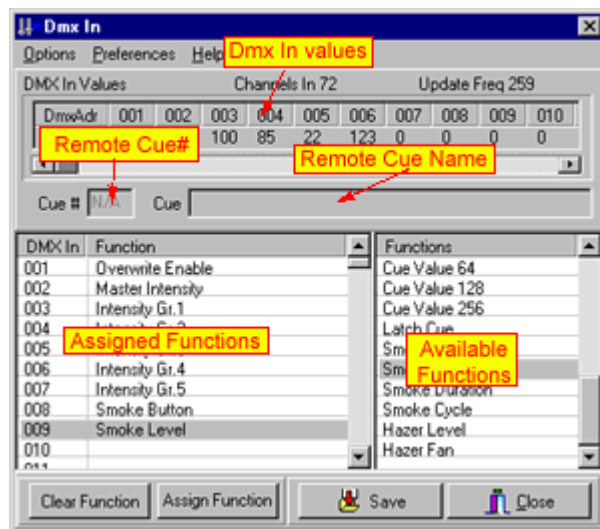 Dmx In
Options Preferences Help
Dmx In values
DMX In Values Channels In 72 Update Freq 259
DmxAdr 001 002 003 004 005 006 007 008 009 010
100 85 22 123 0 0 0 0
Remote Cue#
Remote Cue Name
Cue # N/A Cue
DMX In Function
001 Overwrite Enable
002 Master Intensity
003 Intensity Gr.1
004
005
006 Intensity Gr.4
007 Intensity Gr.5
008 Smoke Button
009 Smoke Level
010
011
Assigned Functions
Functions
Cue Value 64
Cue Value 128
Cue Value 256
Latch Cue
Smoke Duration
Smoke Cycle
Hazer Level
Hazer Fan
Available
Functions
Clear Function Assign Function Save Close